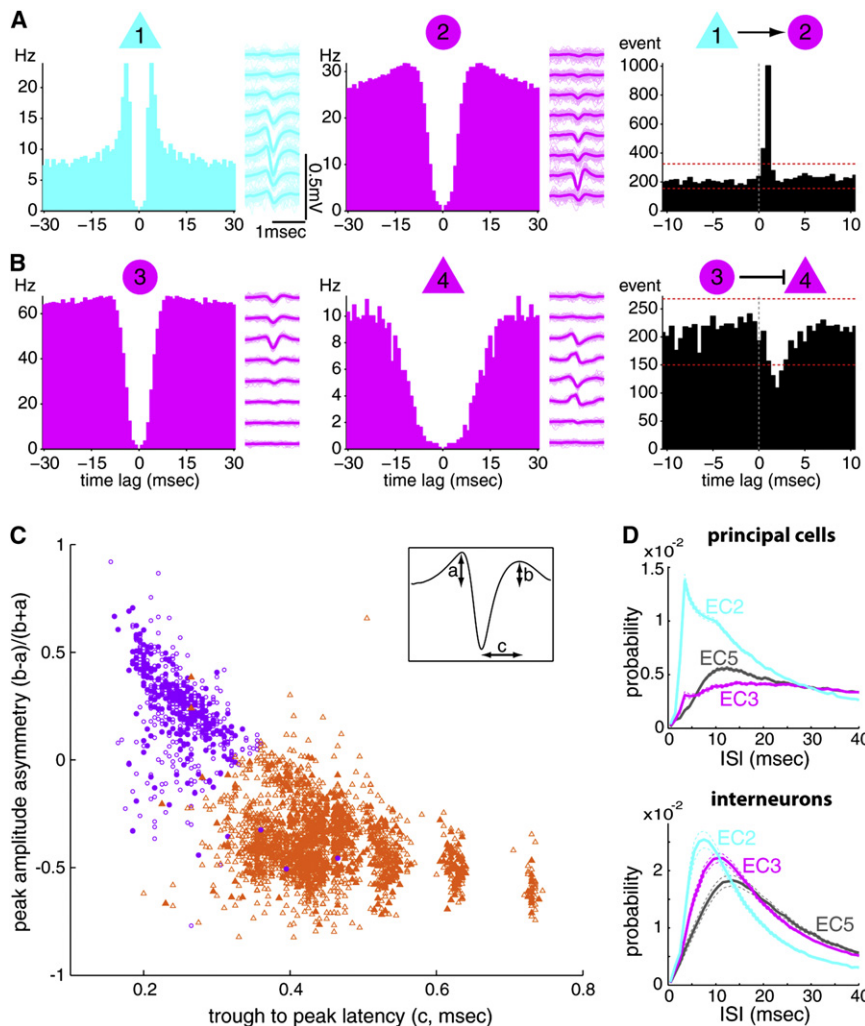 A
1
2
1
2
Hz
20
15
10
5
0
−30 −15 0 15 30
0.5mV
1msec
Hz
30
20
10
0
−30 −15 0 15 30
event
1000
800
600
400
200
0
−10 −5 0 5 10
B
3
4
3
4
Hz
60
40
20
0
−30 −15 0 15 30
time lag (msec)
Hz
10
8
6
4
2
0
−30 −15 0 15 30
time lag (msec)
event
250
200
150
100
50
0
−10 −5 0 5 10
time lag (msec)
C
peak amplitude asymmetry (b-a)/(b+a)
1
0.5
0
-0.5
-1
0.2 0.4 0.6 0.8
trough to peak latency (c, msec)
a
b
c
D
principal cells
x10⁻²
probability
1.5
1
0.5
0
EC2
EC5
EC3
0 10 20 30 40
ISI (msec)
interneurons
x10⁻²
probability
2
1
0
EC2
EC3
EC5
0 10 20 30 40
ISI (msec)